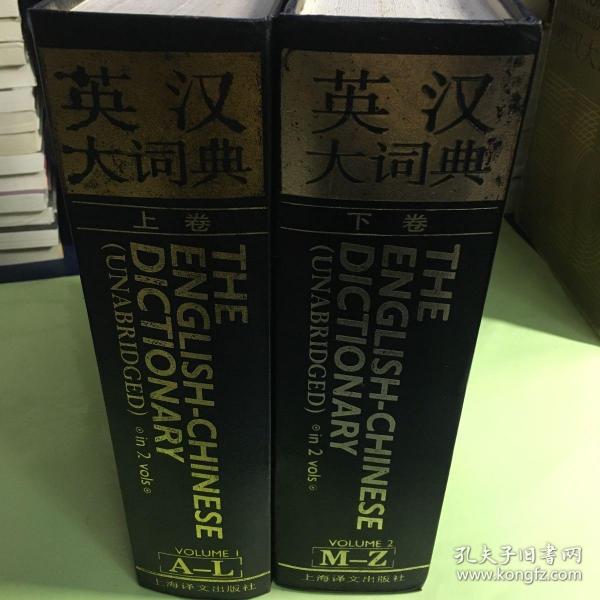 英汉
大词典
上卷
THE
ENGLISH-CHINESE
DICTIONARY
(UNABRIDGED)
⊙in 2 vols⊙
VOLUME 1
A–L
上海译文出版社
英汉
大词典
下卷
THE
ENGLISH-CHINESE
DICTIONARY
(UNABRIDGED)
⊙in 2 vols⊙
VOLUME 2
M–Z
上海译文出版社
孔夫子旧书网
www.kongfz.com